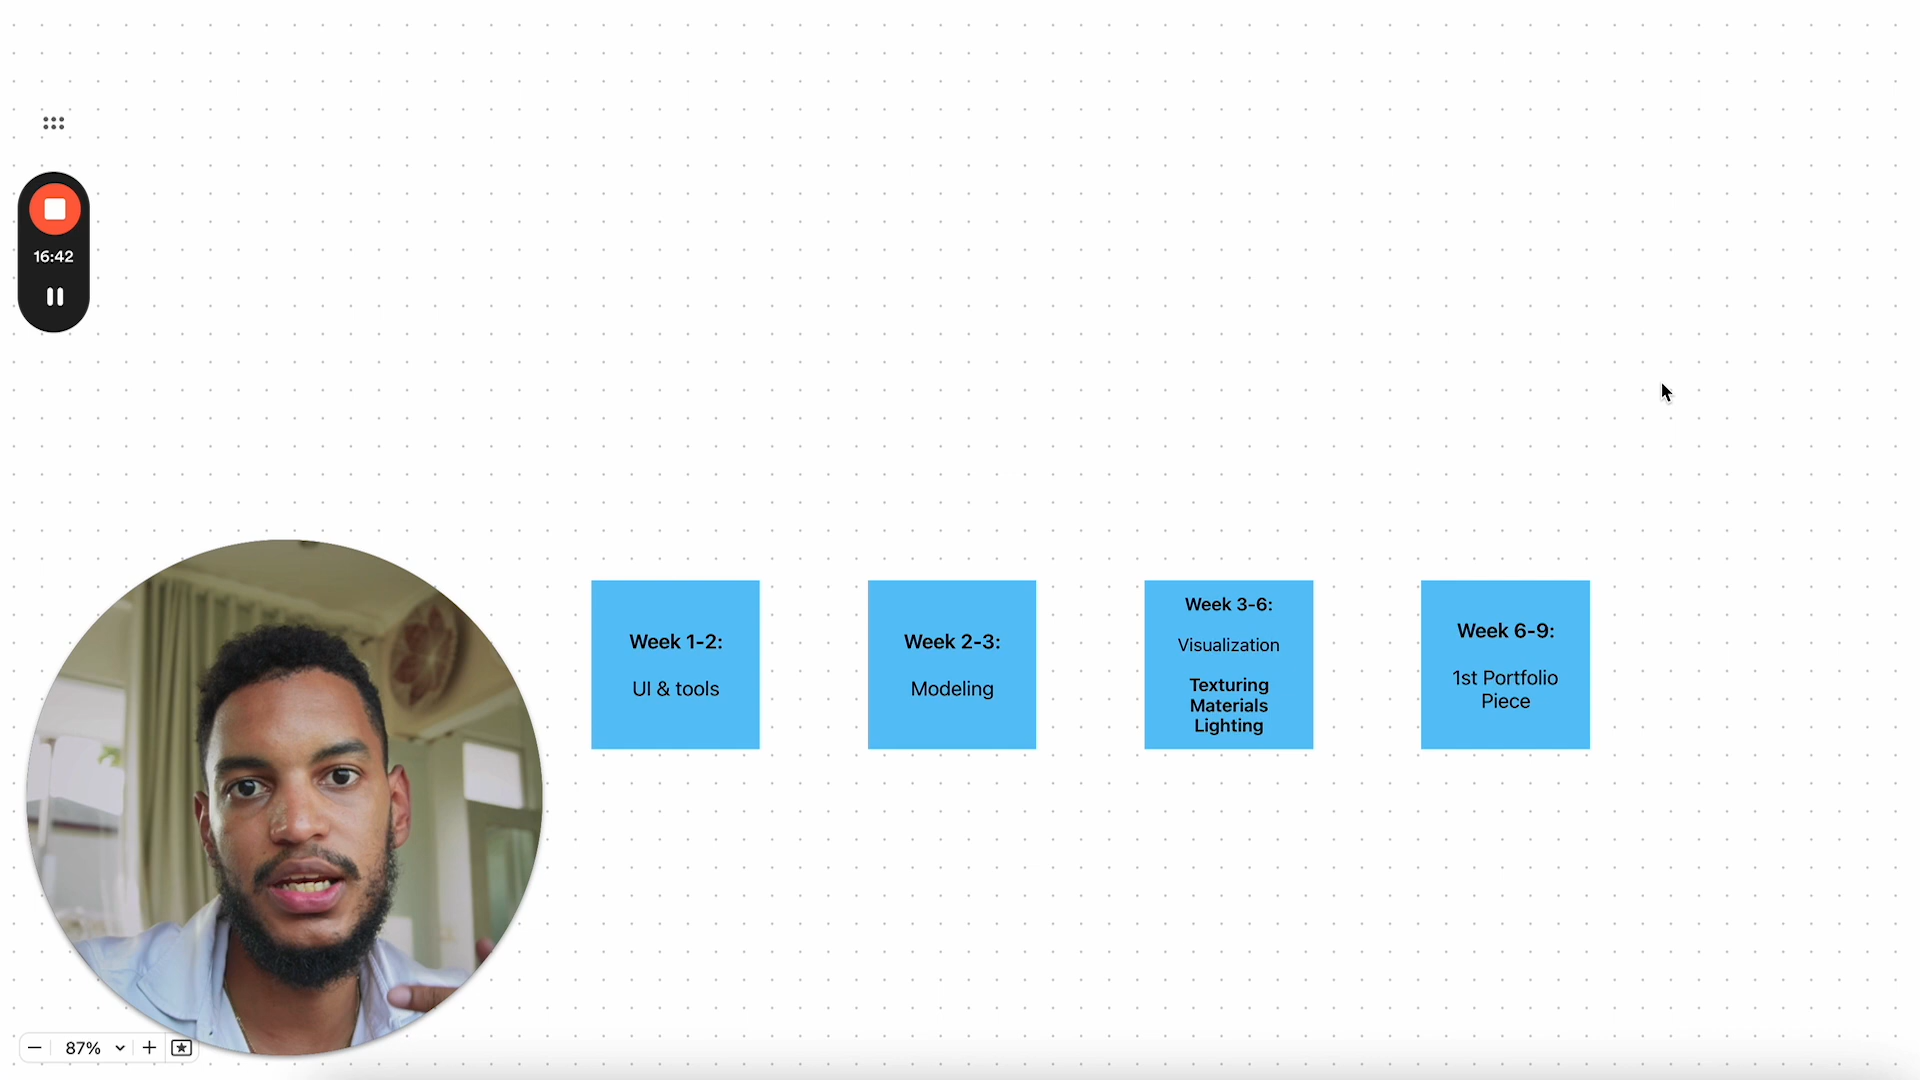 16:42
Week 1-2:
UI & tools
Week 2-3:
Modeling
Week 3-6:
Visualization
Texturing
Materials
Lighting
Week 6-9:
1st Portfolio
Piece
87%